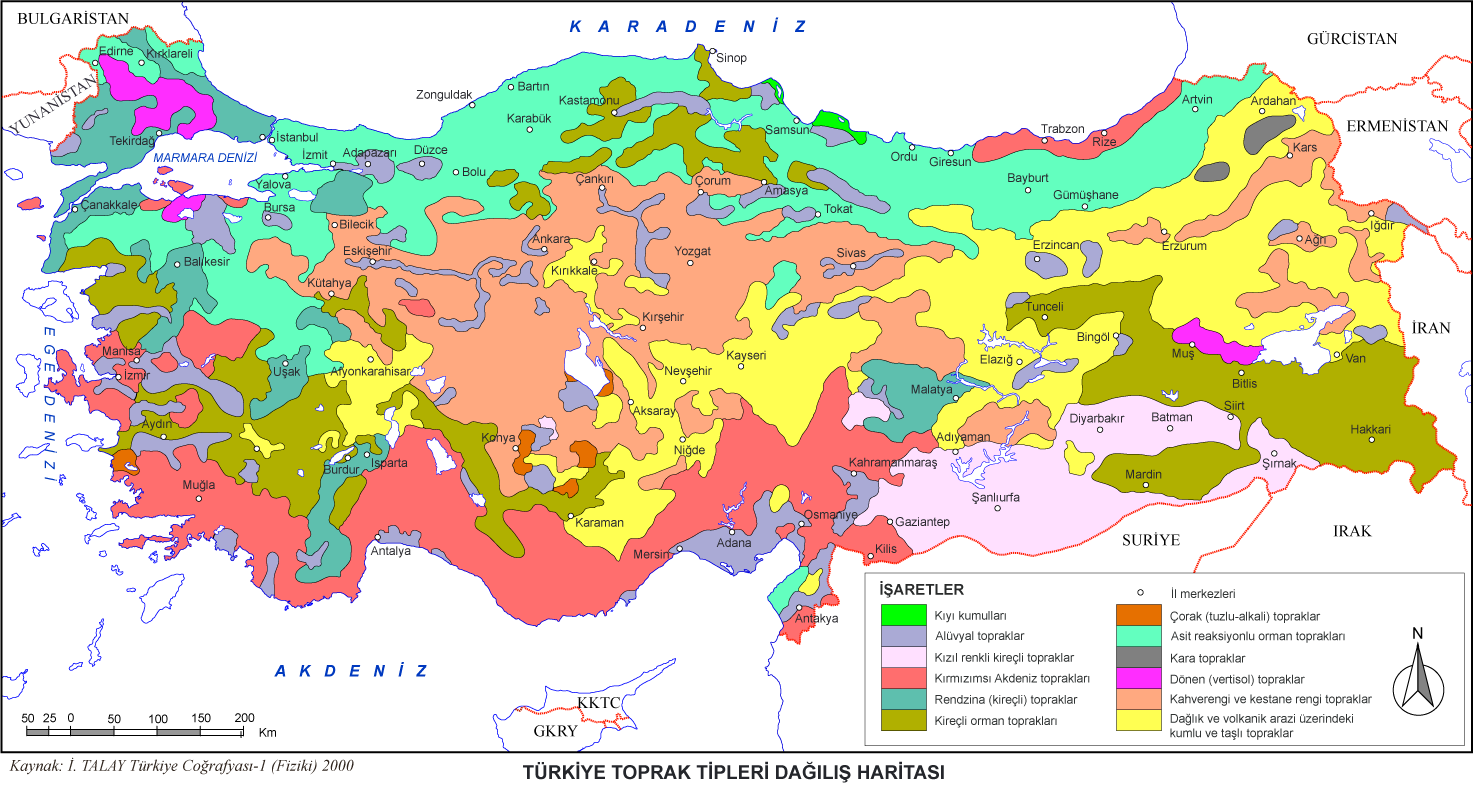 BULGARİSTAN
KARADENİZ
GÜRCİSTAN
YUNANİSTAN
ERMENİSTAN
MARMARA DENİZİ
EGE DENİZİ
İRAN
SURİYE
IRAK
AKDENİZ
KKTC
GKRY
Edirne
Kırklareli
Tekirdağ
İstanbul
İzmit
Adapazarı
Düzce
Zonguldak
Bartın
Karabük
Kastamonu
Sinop
Samsun
Ordu
Giresun
Trabzon
Rize
Artvin
Ardahan
Kars
Bolu
Yalova
Bursa
Çanakkale
Bilecik
Çankırı
Çorum
Amasya
Tokat
Bayburt
Gümüşhane
Iğdır
Balıkesir
Eskişehir
Ankara
Kırıkkale
Yozgat
Sivas
Erzincan
Erzurum
Ağrı
Kütahya
Kırşehir
Tunceli
Bingöl
Muş
Van
Manisa
İzmir
Uşak
Afyonkarahisar
Nevşehir
Kayseri
Elazığ
Malatya
Bitlis
Siirt
Aksaray
Aydın
Konya
Niğde
Adıyaman
Diyarbakır
Batman
Hakkari
Burdur
Isparta
Kahramanmaraş
Mardin
Şırnak
Muğla
Şanlıurfa
Karaman
Osmaniye
Gaziantep
Antalya
Mersin
Adana
Kilis
Antakya
İŞARETLER
Kıyı kumulları
Alüvyal topraklar
Kızıl renkli kireçli topraklar
Kırmızımsı Akdeniz toprakları
Rendzina (kireçli) topraklar
Kireçli orman toprakları
İl merkezleri
Çorak (tuzlu-alkali) topraklar
Asit reaksiyonlu orman toprakları
Kara topraklar
Dönen (vertisol) topraklar
Kahverengi ve kestane rengi topraklar
Dağlık ve volkanik arazi üzerindeki
kumlu ve taşlı topraklar
N
50 25 0 50 100 150 200
Km
Kaynak: İ. TALAY Türkiye Coğrafyası-1 (Fiziki) 2000
TÜRKİYE TOPRAK TİPLERİ DAĞILIŞ HARİTASI